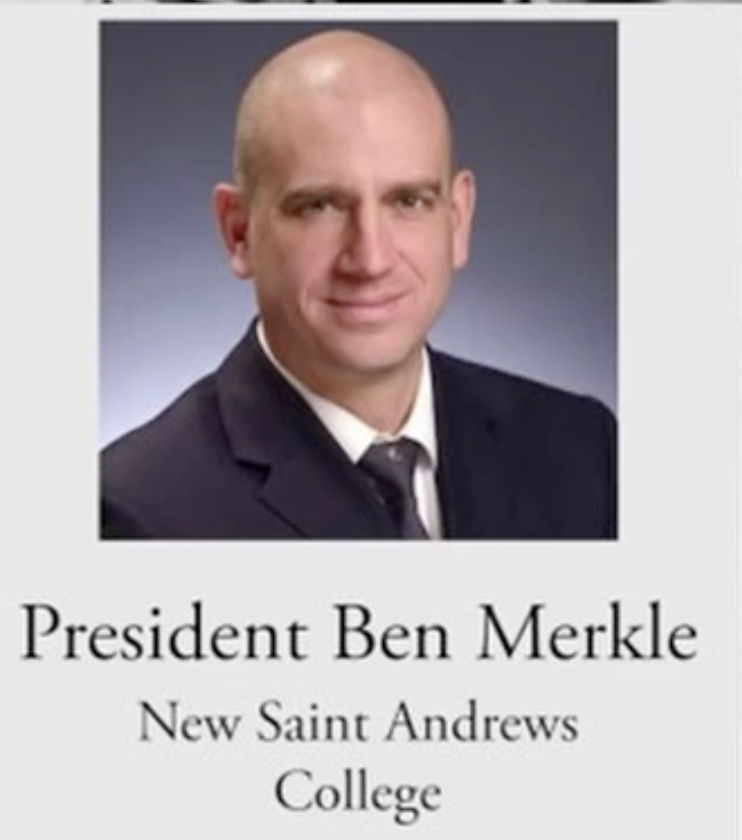 President Ben Merkle
New Saint Andrews
College